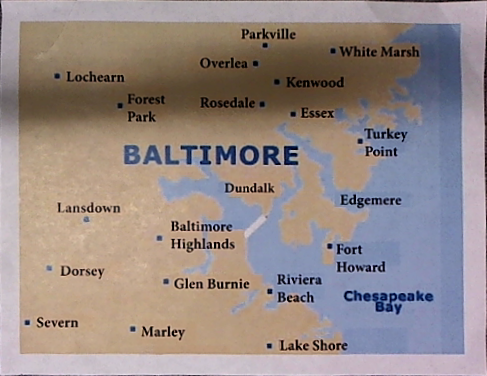 Parkville
White Marsh
Overlea
Lochearn
Kenwood
Forest
Park
Rosedale
Essex
Turkey
Point
BALTIMORE
Dundalk
Edgemere
Lansdown
Baltimore
Highlands
Fort
Howard
Dorsey
Glen Burnie
Riviera
Beach
Chesapeake
Bay
Severn
Marley
Lake Shore